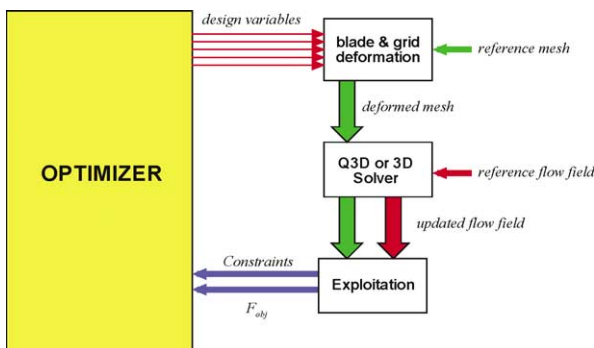 design variables
blade & grid
deformation
reference mesh
deformed mesh
OPTIMIZER
Q3D or 3D
Solver
reference flow field
updated flow field
Constraints
Exploitation
F_obj